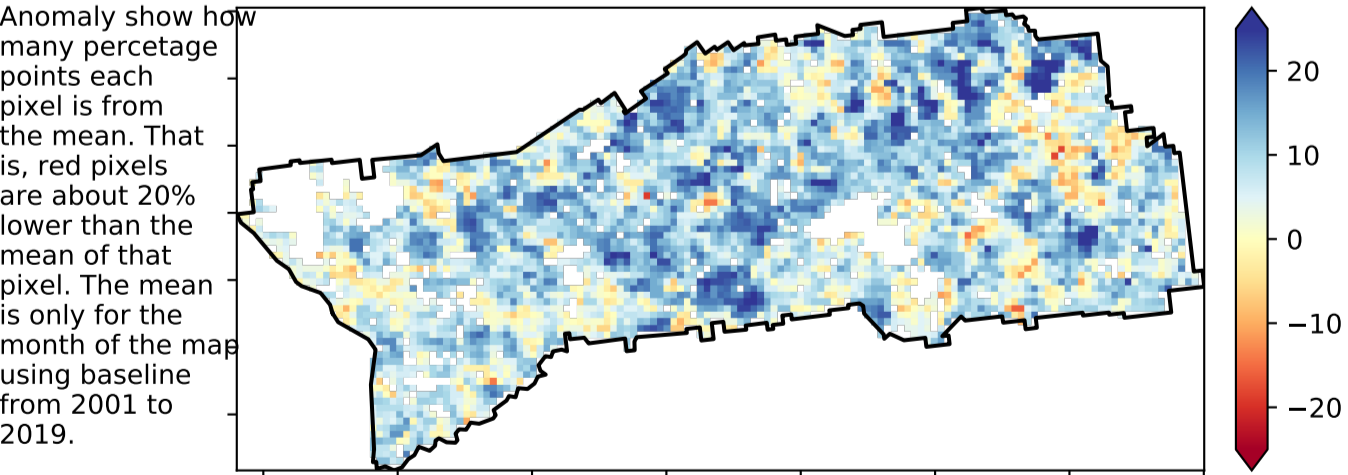 Anomaly show how
many percetage
points each
pixel is from
the mean. That
is, red pixels
are about 20%
lower than the
mean of that
pixel. The mean
is only for the
month of the map
using baseline
from 2001 to
2019.
20
10
0
−10
−20